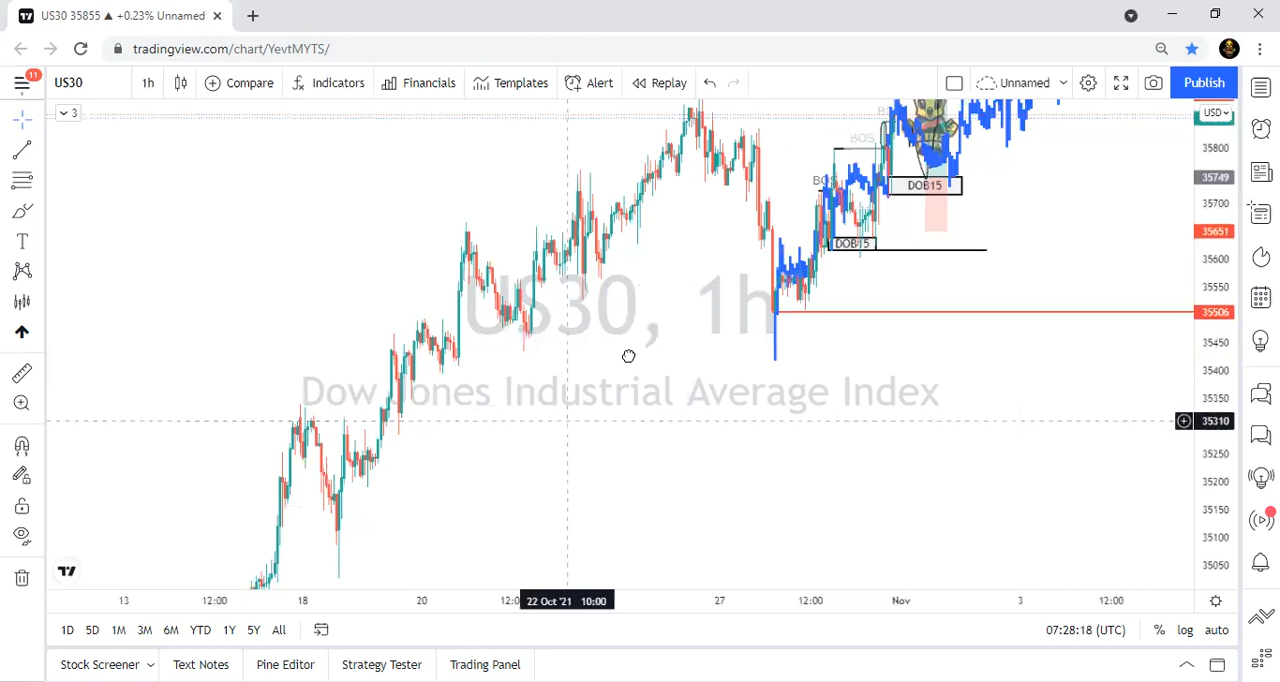 US30 35855 ▲ +0.23% Unnamed
tradingview.com/chart/YevtMYTS/
11
US30 1h Compare Indicators Financials Templates Alert Replay Unnamed Publish
3
USD
BOS
35800
BOS
35749
DOB15
35700
35651
DOB15
35600
35550
US30, 1h
35506
35450
35400
Dow Jones Industrial Average Index
35350
35310
35250
35200
35150
35100
35050
13 12:00 18 20 12:0 22 Oct '21 10:00 27 12:00 Nov 3 12:00
1D 5D 1M 3M 6M YTD 1Y 5Y All 07:28:18 (UTC) % log auto
Stock Screener Text Notes Pine Editor Strategy Tester Trading Panel